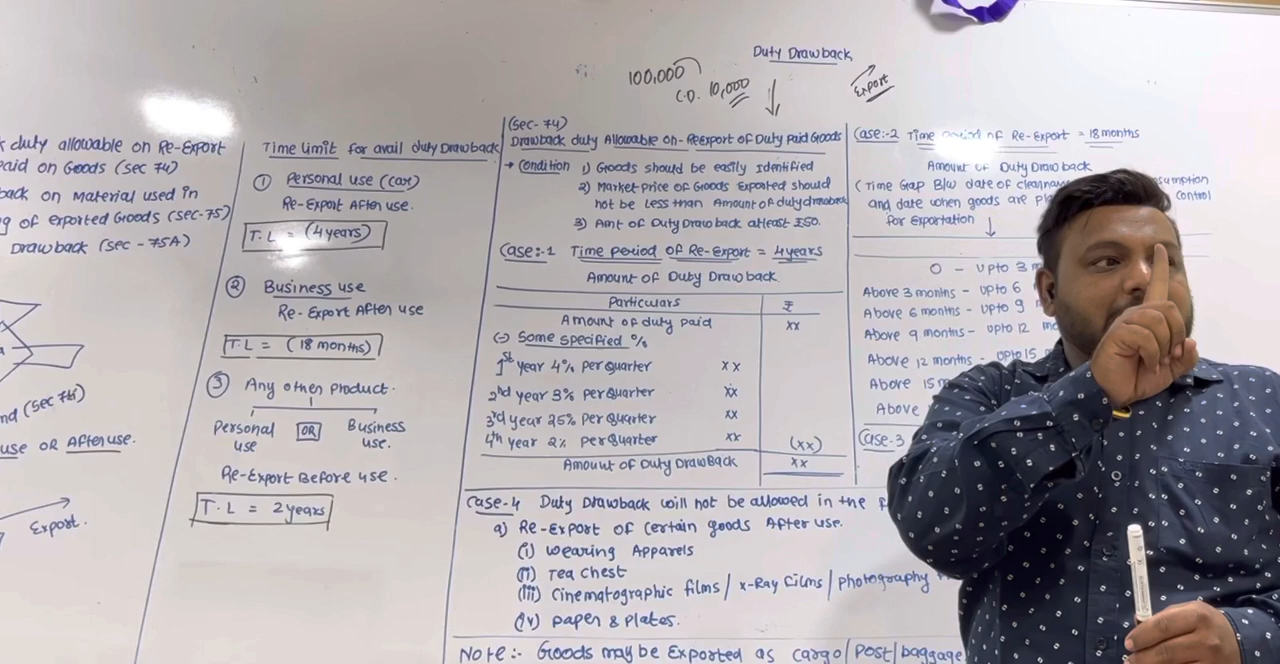 Duty Drawback
100,000
C.D. 10,000
Export
k duty allowable on Re-Export
paid on Goods (sec 74)
back on Material used in
g of exported Goods (sec-75)
Drawback (sec-75A)
use OR After use.
Export.
Time limit for avail duty Drawback
① Personal use (car)
Re-Export After use.
T.L = (4 years)
② Business use
Re-Export After use
T.L = (18 months)
③ Any other product.
Personal use OR Business use.
Re-Export Before use.
T.L = 2 years
(Sec-74)
Drawback duty Allowable on-Reexport of Duty Paid Goods
→ Condition 1) Goods should be easily Identified
2) Market price of Goods Exported should
not be Less than Amount of duty drawback
3) Amt of Duty Drawback atleast ₹50.
Case:-1 Time period of Re-Export = 4 years
Amount of Duty Drawback
Particulars ₹
Amount of duty paid xx
(-) Some specified %
1st year 4% per quarter xx
2nd year 3% per quarter xx
3rd year 25% per quarter xx
4th year 2% per quarter xx (xx)
Amount of Duty DrawBack xx
Case:-2 Time period of Re-Export = 18 months
Amount of Duty Drawback
(Time Gap B/w date of clearan sumption
and date when goods are pl control
for Exportation
0 - upto 3 m
Above 3 months - upto 6
Above 6 months - upto 9
Above 9 months - upto 12 mo
Above 12 months - upto 15
Above 15 m
Above
Case-3
Case-4 Duty Drawback will not be allowed in the f
a) Re-Export of certain goods After use.
(i) wearing Apparels
(ii) Tea chest
(iii) Cinematographic films / x-Ray films / photography
(iv) paper & plates.
Note:- Goods may be Exported as cargo/post/baggage